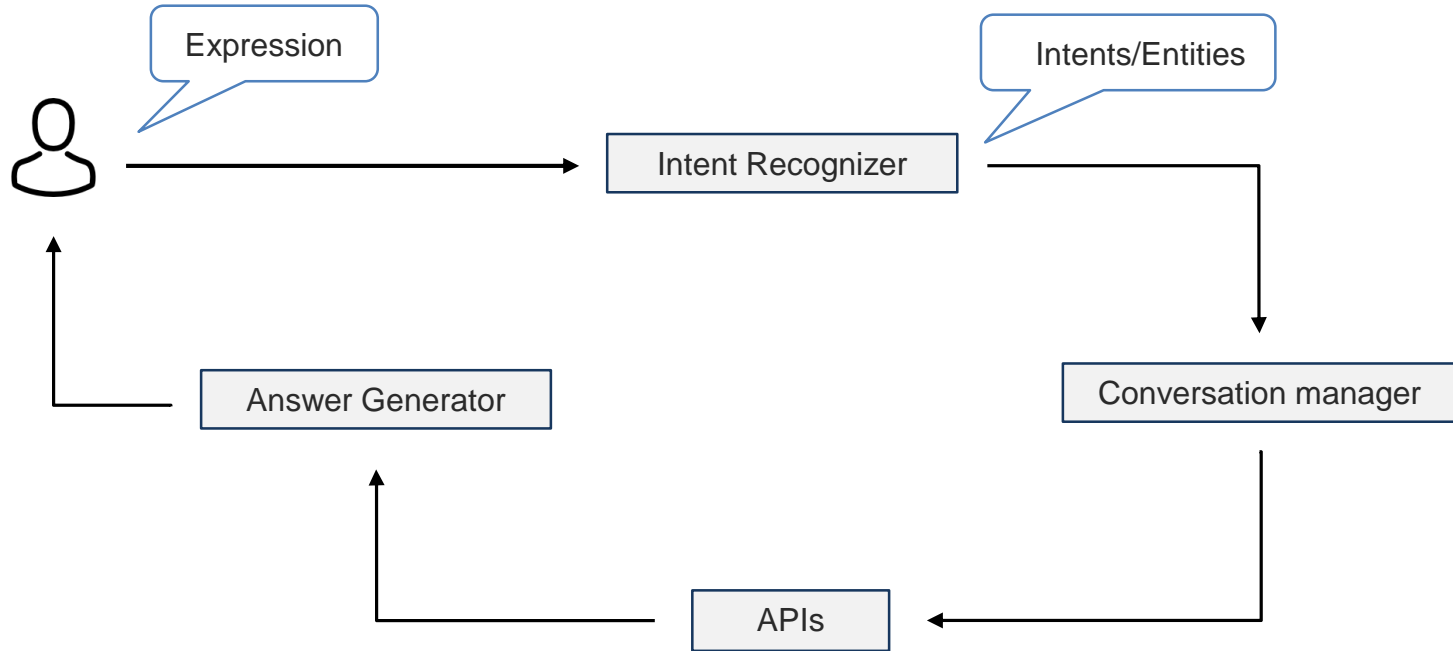 Expression
Intents/Entities
Intent Recognizer
Answer Generator
Conversation manager
APIs